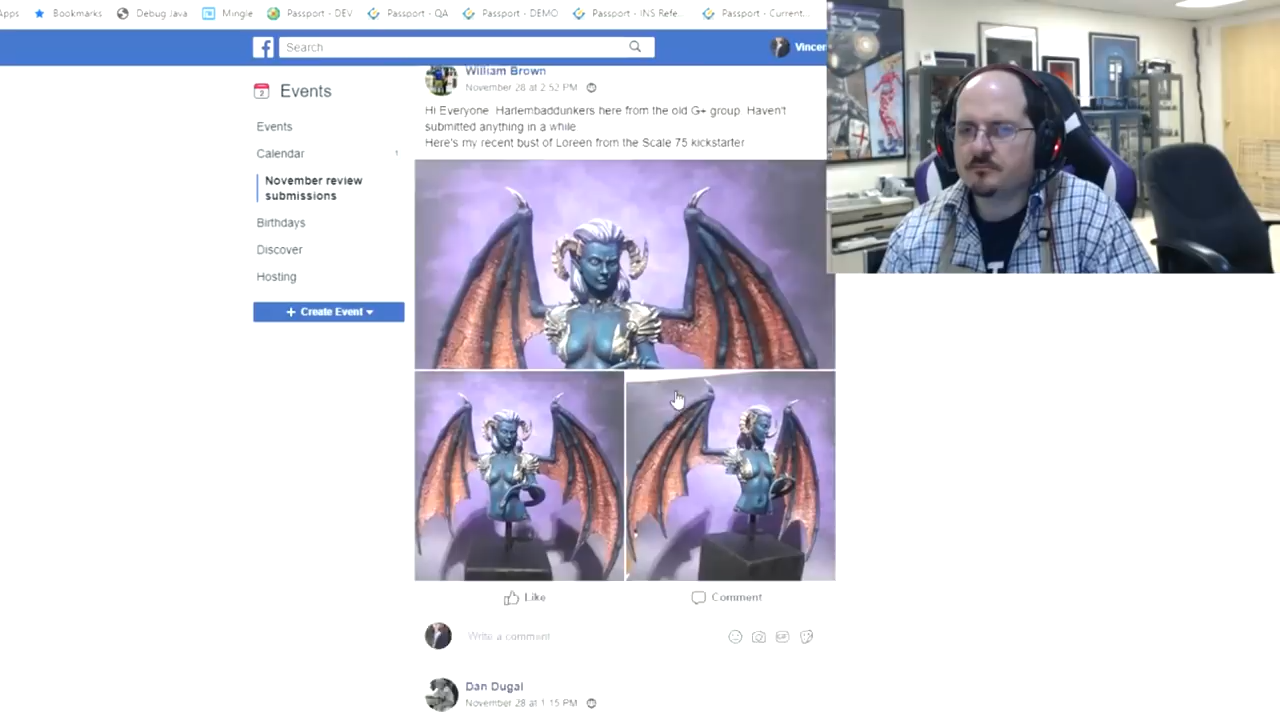 Apps Bookmarks Debug Java Mingle Passport - DEV Passport - QA Passport - DEMO Passport - INS Refe... Passport - Current...
Search
Vincen
Events
Events
Calendar 1
November review
submissions
Birthdays
Discover
Hosting
+ Create Event
William Brown
November 28 at 2:52 PM
Hi Everyone Harlembaddunkers here from the old G+ group Haven't
submitted anything in a while
Here's my recent bust of Loreen from the Scale 75 kickstarter
Like Comment
Write a comment
Dan Dugal
November 28 at 1:15 PM